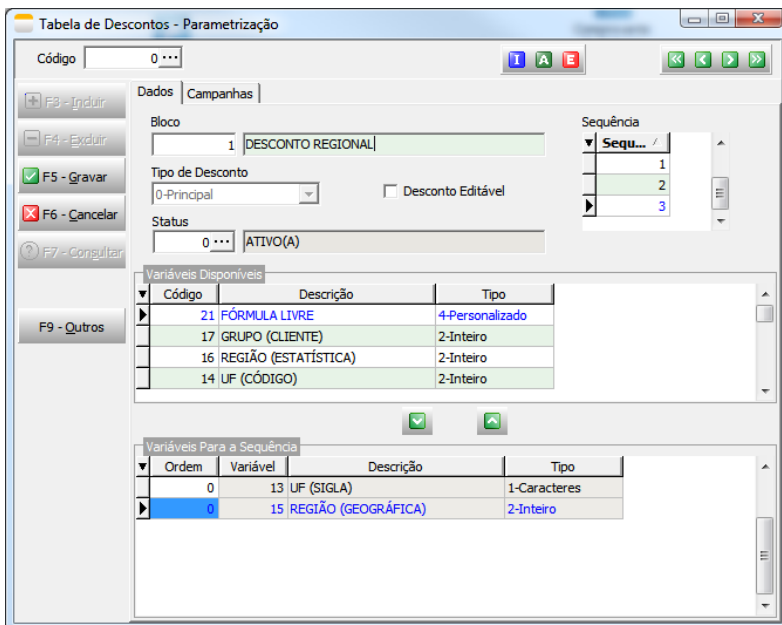 Tabela de Descontos - Parametrização
Código 0 ... I A E
F3 - Incluir
F4 - Excluir
F5 - Gravar
F6 - Cancelar
F7 - Consultar
F9 - Outros
Dados Campanhas
Bloco
1 DESCONTO REGIONAL
Tipo de Desconto
0-Principal Desconto Editável
Status
0 ... ATIVO(A)
Sequência
Sequ...
1
2
3
Variáveis Disponíveis
Código Descrição Tipo
21 FÓRMULA LIVRE 4-Personalizado
17 GRUPO (CLIENTE) 2-Inteiro
16 REGIÃO (ESTATÍSTICA) 2-Inteiro
14 UF (CÓDIGO) 2-Inteiro
Variáveis Para a Sequência
Ordem Variável Descrição Tipo
0 13 UF (SIGLA) 1-Caracteres
0 15 REGIÃO (GEOGRÁFICA) 2-Inteiro